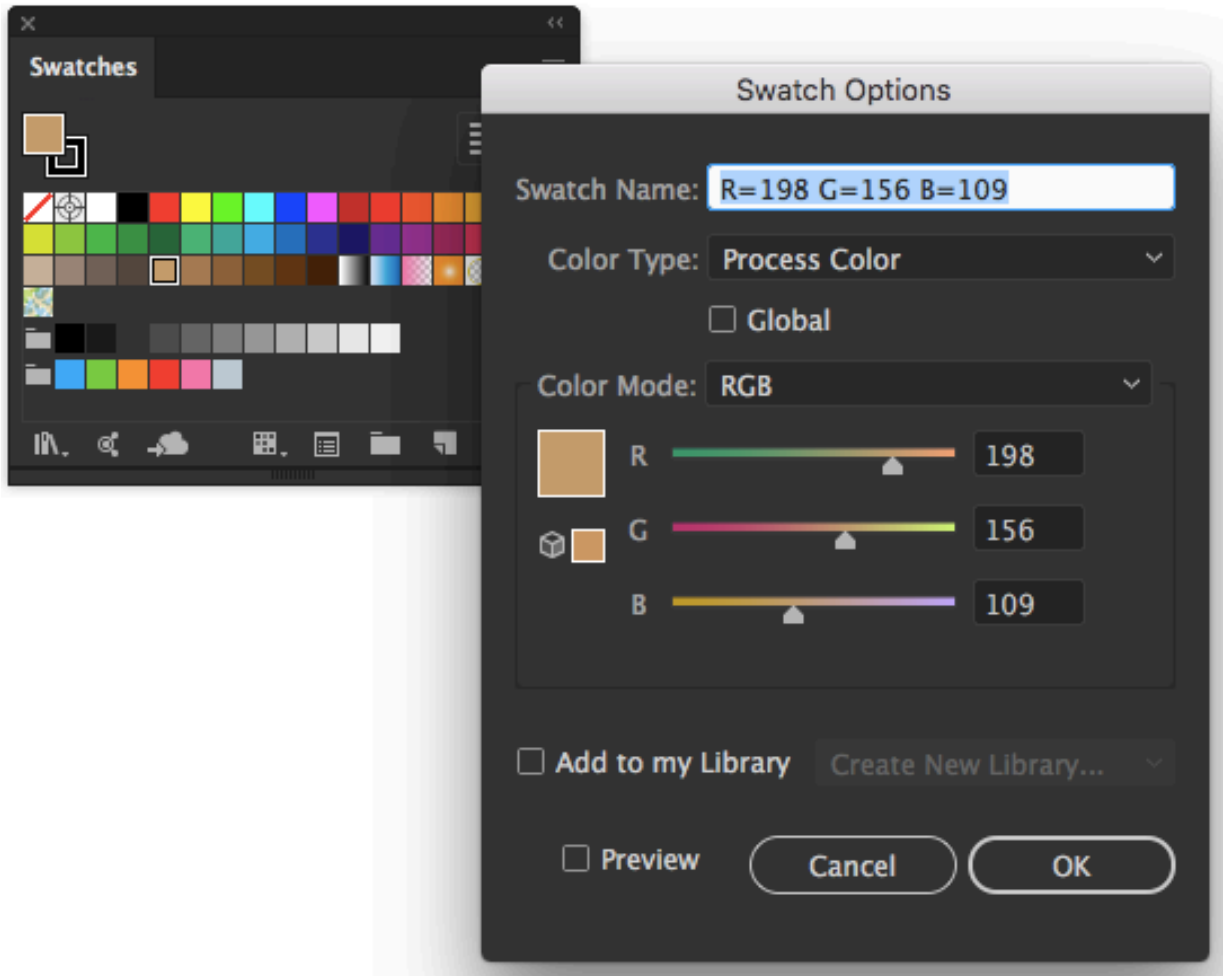 Swatches
Swatch Options
Swatch Name: R=198 G=156 B=109
Color Type: Process Color
Global
Color Mode: RGB
R 198
G 156
B 109
Add to my Library Create New Library...
Preview Cancel OK